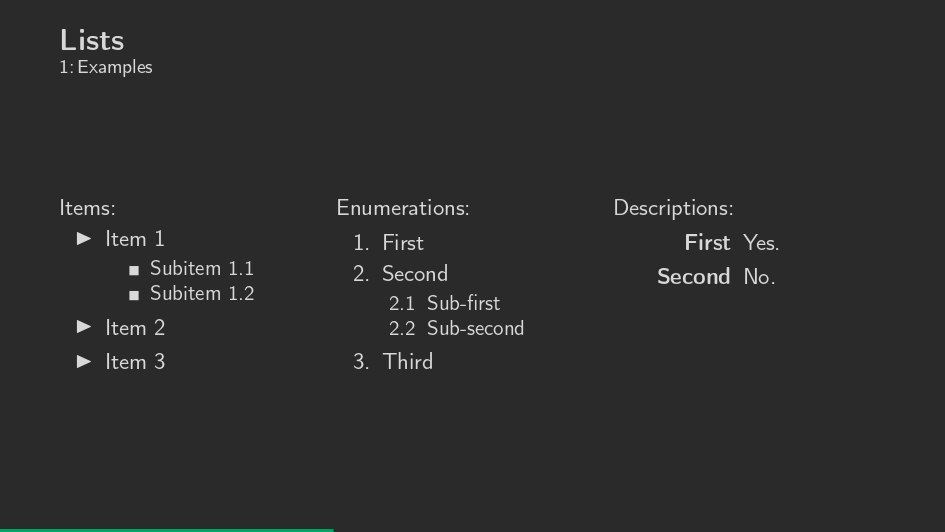 Lists
1: Examples
Items:
▶ Item 1
■ Subitem 1.1
■ Subitem 1.2
▶ Item 2
▶ Item 3
Enumerations:
1. First
2. Second
2.1 Sub-first
2.2 Sub-second
3. Third
Descriptions:
First Yes.
Second No.